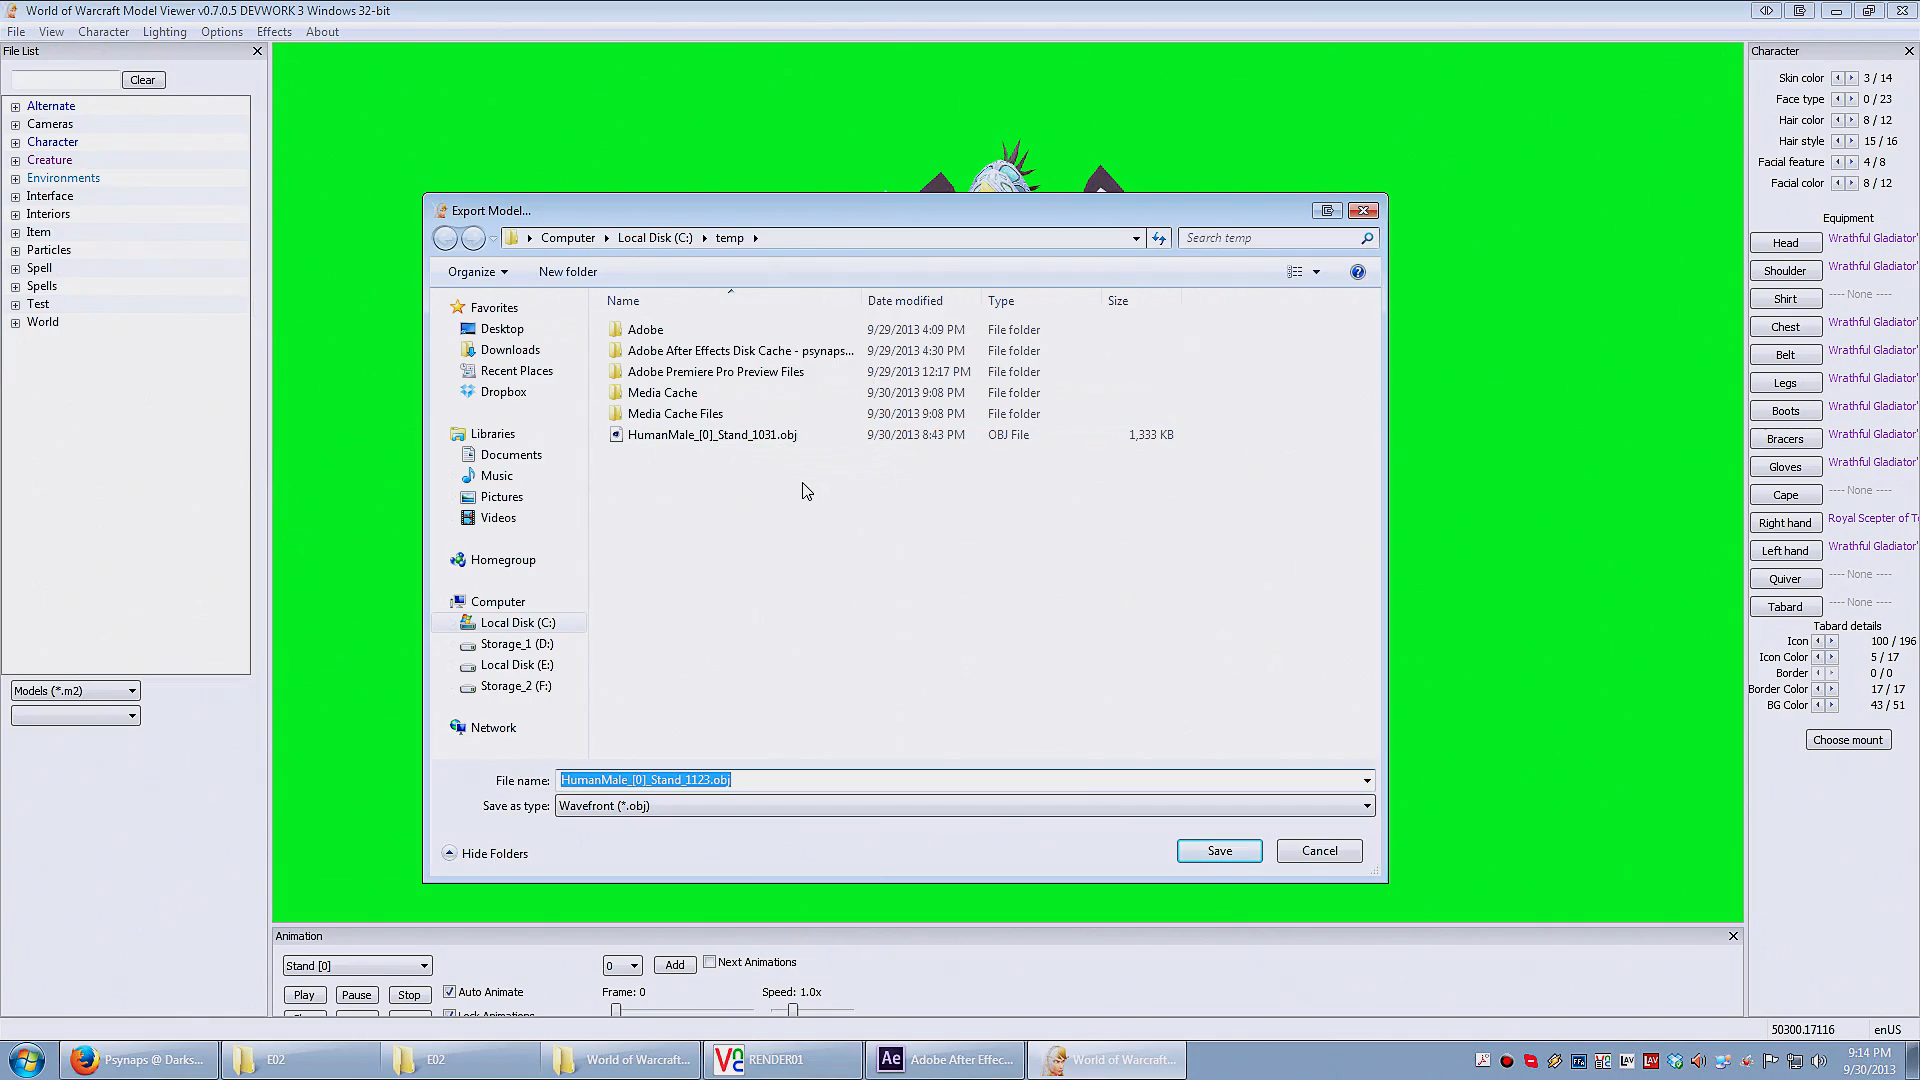 World of Warcraft Model Viewer v0.7.0.5 DEVWORK 3 Windows 32-bit
File View Character Lighting Options Effects About
File List
Clear
Alternate
Cameras
Character
Creature
Environments
Interface
Interiors
Item
Particles
Spell
Spells
Test
World
Models (*.m2)
Export Model...
Computer Local Disk (C:) temp
Search temp
Organize New folder
Favorites
Desktop
Downloads
Recent Places
Dropbox
Libraries
Documents
Music
Pictures
Videos
Homegroup
Computer
Local Disk (C:)
Storage_1 (D:)
Local Disk (E:)
Storage_2 (F:)
Network
Name Date modified Type Size
Adobe 9/29/2013 4:09 PM File folder
Adobe After Effects Disk Cache - psynaps... 9/29/2013 4:30 PM File folder
Adobe Premiere Pro Preview Files 9/29/2013 12:17 PM File folder
Media Cache 9/30/2013 9:08 PM File folder
Media Cache Files 9/30/2013 9:08 PM File folder
HumanMale_[0]_Stand_1031.obj 9/30/2013 8:43 PM OBJ File 1,333 KB
File name: HumanMale_[0]_Stand_1123.obj
Save as type: Wavefront (*.obj)
Hide Folders
Save Cancel
Character
Skin color 3 / 14
Face type 0 / 23
Hair color 8 / 12
Hair style 15 / 16
Facial feature 4 / 8
Facial color 8 / 12
Equipment
Head Wrathful Gladiator'
Shoulder Wrathful Gladiator'
Shirt ---- None ----
Chest Wrathful Gladiator'
Belt Wrathful Gladiator'
Legs Wrathful Gladiator'
Boots Wrathful Gladiator'
Bracers Wrathful Gladiator'
Gloves Wrathful Gladiator'
Cape ---- None ----
Right hand Royal Scepter of T
Left hand Wrathful Gladiator'
Quiver ---- None ----
Tabard ---- None ----
Tabard details
Icon 100 / 196
Icon Color 5 / 17
Border 0 / 0
Border Color 17 / 17
BG Color 43 / 51
Choose mount
Animation
Stand [0] 0 Add Next Animations
Play Pause Stop Auto Animate Frame: 0 Speed: 1.0x
Lock Animations
50300.17116 enUS
Psynaps @ Darks... E02 E02 World of Warcraft... RENDER01 Adobe After Effec... World of Warcraft...
9:14 PM
9/30/2013